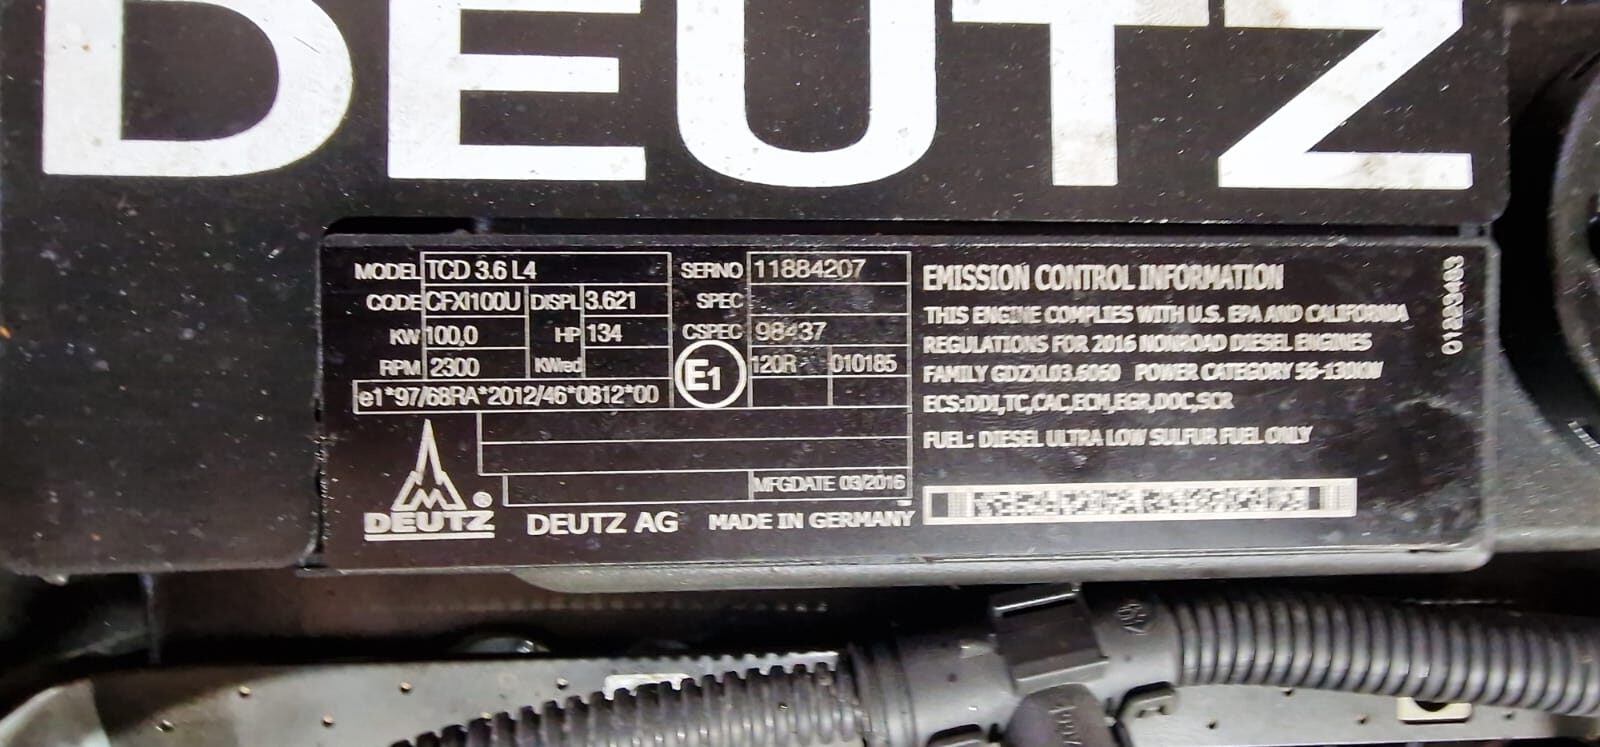 DEUTZ
MODEL TCD 3.6 L4 SERNO 11884207
CODE CFXI100U DISPL 3.621 SPEC
KW 100,0 HP 134 CSPEC 98437
RPM 2300 KWred E1 120R 010185
e1*97/68RA*2012/46*0812*00
MFGDATE 03/2016
DEUTZ ® DEUTZ AG MADE IN GERMANY
EMISSION CONTROL INFORMATION
THIS ENGINE COMPLIES WITH U.S. EPA AND CALIFORNIA
REGULATIONS FOR 2016 NONROAD DIESEL ENGINES
FAMILY GDZXL03.6060 POWER CATEGORY 56-130KW
ECS:DDI,TC,CAC,ECM,EGR,DOC,SCR
FUEL: DIESEL ULTRA LOW SULFUR FUEL ONLY